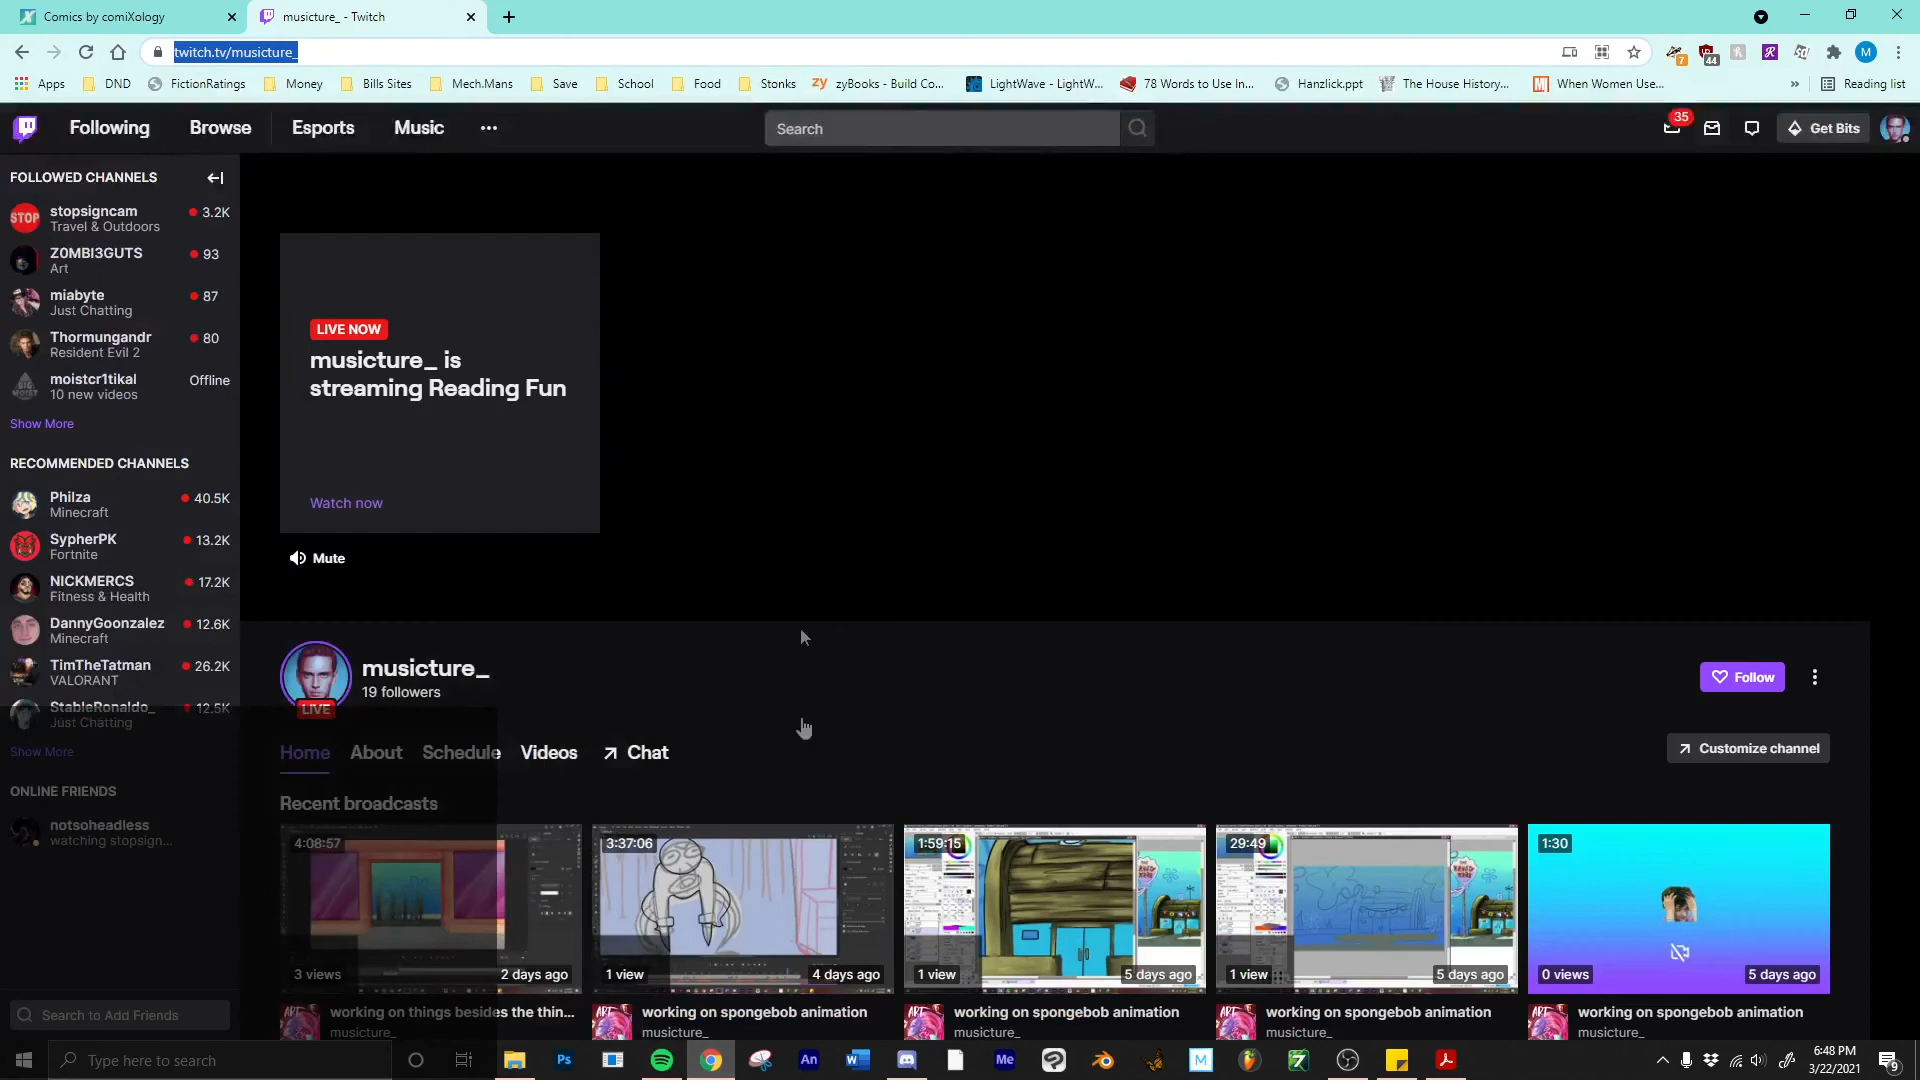 Comics by comiXology
musicture_ - Twitch
twitch.tv/musicture_
7
44
M
Apps
DND
FictionRatings
Money
Bills Sites
Mech.Mans
Save
School
Food
Stonks
zy zyBooks - Build Co...
LightWave - LightW...
78 Words to Use In...
Hanzlick.ppt
The House History...
When Women Use...
»
Reading list
Following
Browse
Esports
Music
Search
35
Get Bits
FOLLOWED CHANNELS
STOP
stopsigncam
3.2K
Travel & Outdoors
Z0MBI3GUTS
93
Art
miabyte
87
Just Chatting
Thormungandr
80
Resident Evil 2
moistcr1tikal
Offline
10 new videos
Show More
RECOMMENDED CHANNELS
Philza
40.5K
Minecraft
SypherPK
13.2K
Fortnite
NICKMERCS
17.2K
Fitness & Health
DannyGoonzalez
12.6K
Minecraft
TimTheTatman
26.2K
VALORANT
StableRonaldo_
12.5K
Just Chatting
Show More
ONLINE FRIENDS
notsoheadless
watching stopsign...
Search to Add Friends
LIVE NOW
musicture_ is
streaming Reading Fun
Watch now
Mute
musicture_
19 followers
LIVE
Follow
Home
About
Schedule
Videos
Chat
Customize channel
Recent broadcasts
4:08:57
3 views
2 days ago
working on things besides the thin...
musicture_
3:37:06
1 view
4 days ago
working on spongebob animation
musicture_
1:59:15
1 view
5 days ago
working on spongebob animation
musicture_
29:49
1 view
5 days ago
working on spongebob animation
musicture_
1:30
0 views
5 days ago
working on spongebob animation
musicture_
Type here to search
Ps
An
Me
M
6:48 PM
3/22/2021
9